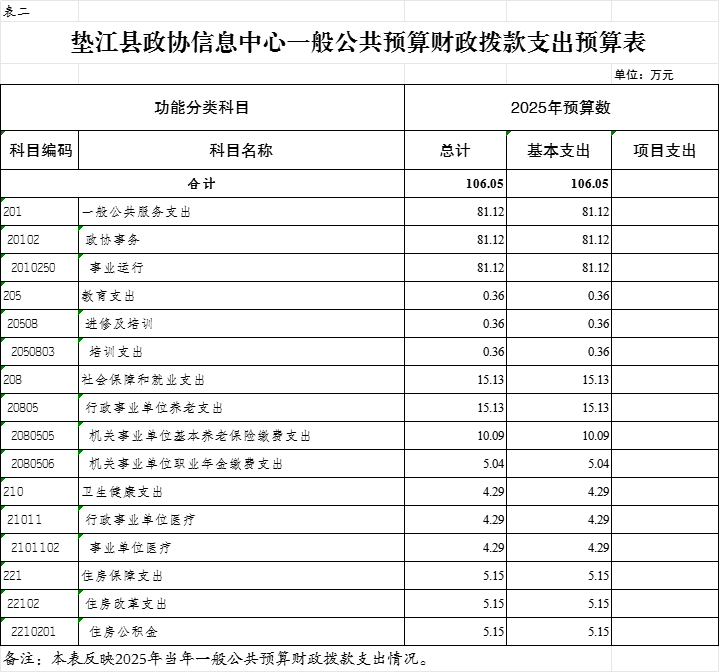 表二
垫江县政协信息中心一般公共预算财政拨款支出预算表
单位：万元
功能分类科目 2025年预算数
科目编码 科目名称 总计 基本支出 项目支出
合计 106.05 106.05
201 一般公共服务支出 81.12 81.12
20102 政协事务 81.12 81.12
2010250 事业运行 81.12 81.12
205 教育支出 0.36 0.36
20508 进修及培训 0.36 0.36
2050803 培训支出 0.36 0.36
208 社会保障和就业支出 15.13 15.13
20805 行政事业单位养老支出 15.13 15.13
2080505 机关事业单位基本养老保险缴费支出 10.09 10.09
2080506 机关事业单位职业年金缴费支出 5.04 5.04
210 卫生健康支出 4.29 4.29
21011 行政事业单位医疗 4.29 4.29
2101102 事业单位医疗 4.29 4.29
221 住房保障支出 5.15 5.15
22102 住房改革支出 5.15 5.15
2210201 住房公积金 5.15 5.15
备注：本表反映2025年当年一般公共预算财政拨款支出情况。